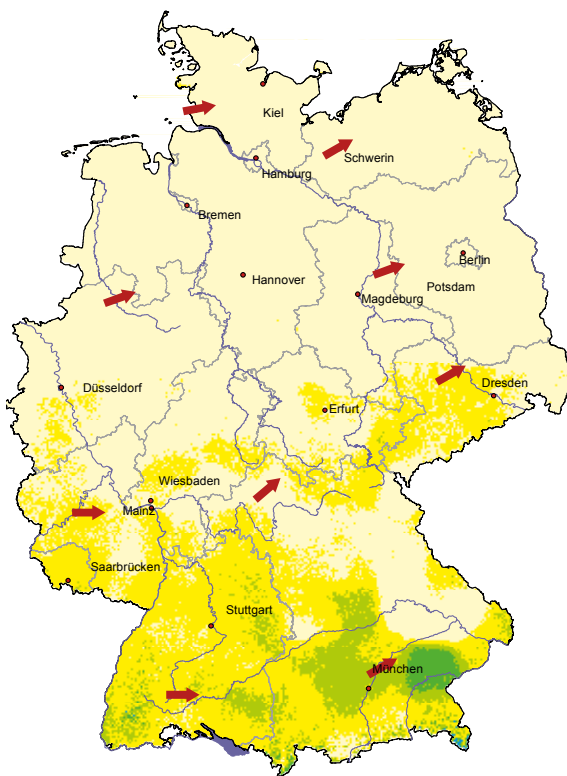 Kiel
Schwerin
Hamburg
Bremen
Berlin
Hannover
Potsdam
Magdeburg
Düsseldorf
Dresden
Erfurt
Wiesbaden
Mainz
Saarbrücken
Stuttgart
München